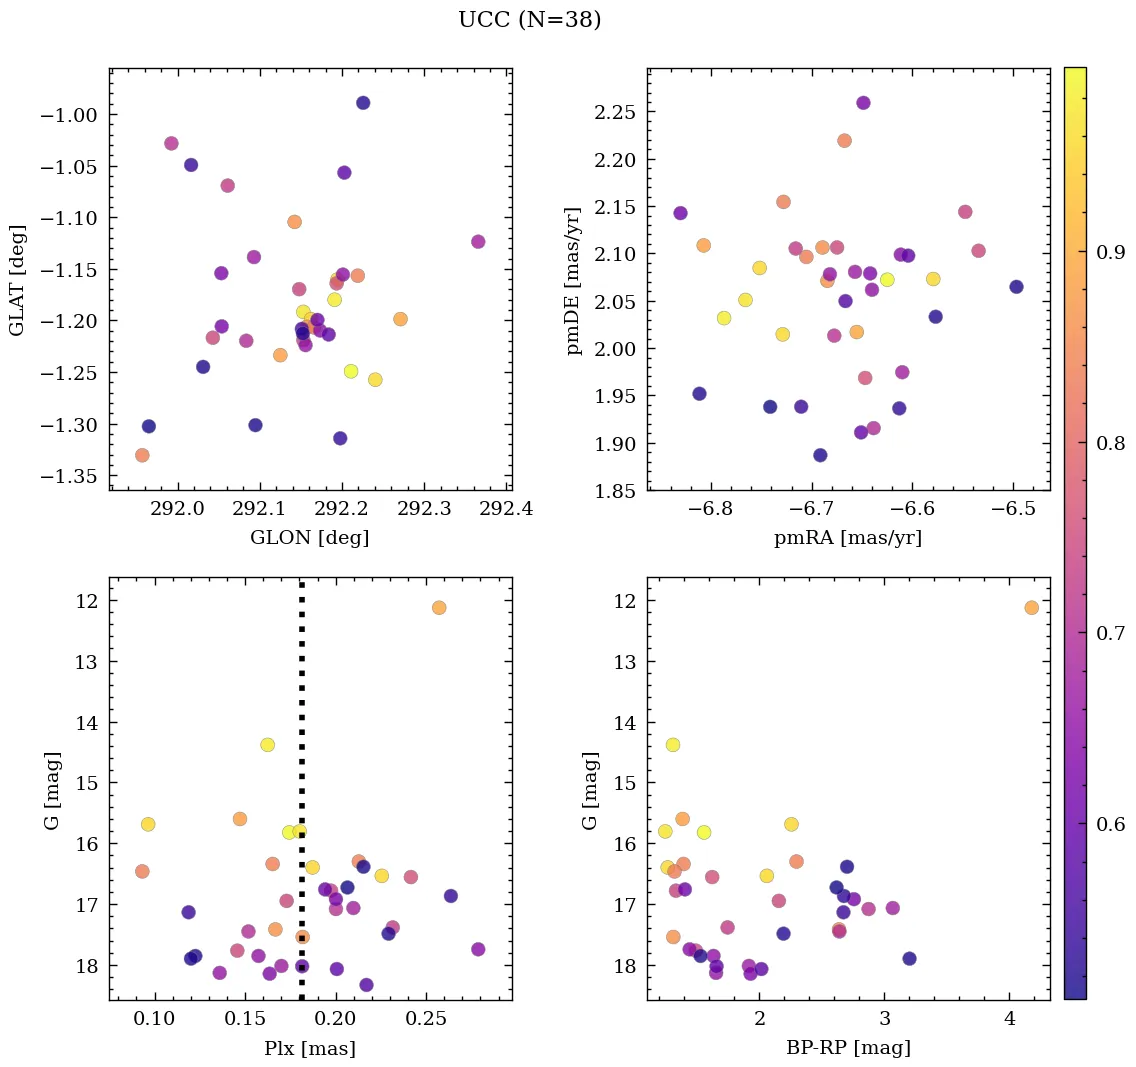 UCC (N=38)
−1.00
−1.05
−1.10
−1.15
−1.20
−1.25
−1.30
−1.35
GLAT [deg]
292.0 292.1 292.2 292.3 292.4
GLON [deg]
2.25
2.20
2.15
2.10
2.05
2.00
1.95
1.90
1.85
pmDE [mas/yr]
−6.8 −6.7 −6.6 −6.5
pmRA [mas/yr]
12
13
14
15
16
17
18
G [mag]
0.10 0.15 0.20 0.25
Plx [mas]
12
13
14
15
16
17
18
G [mag]
2 3 4
BP-RP [mag]
0.9
0.8
0.7
0.6